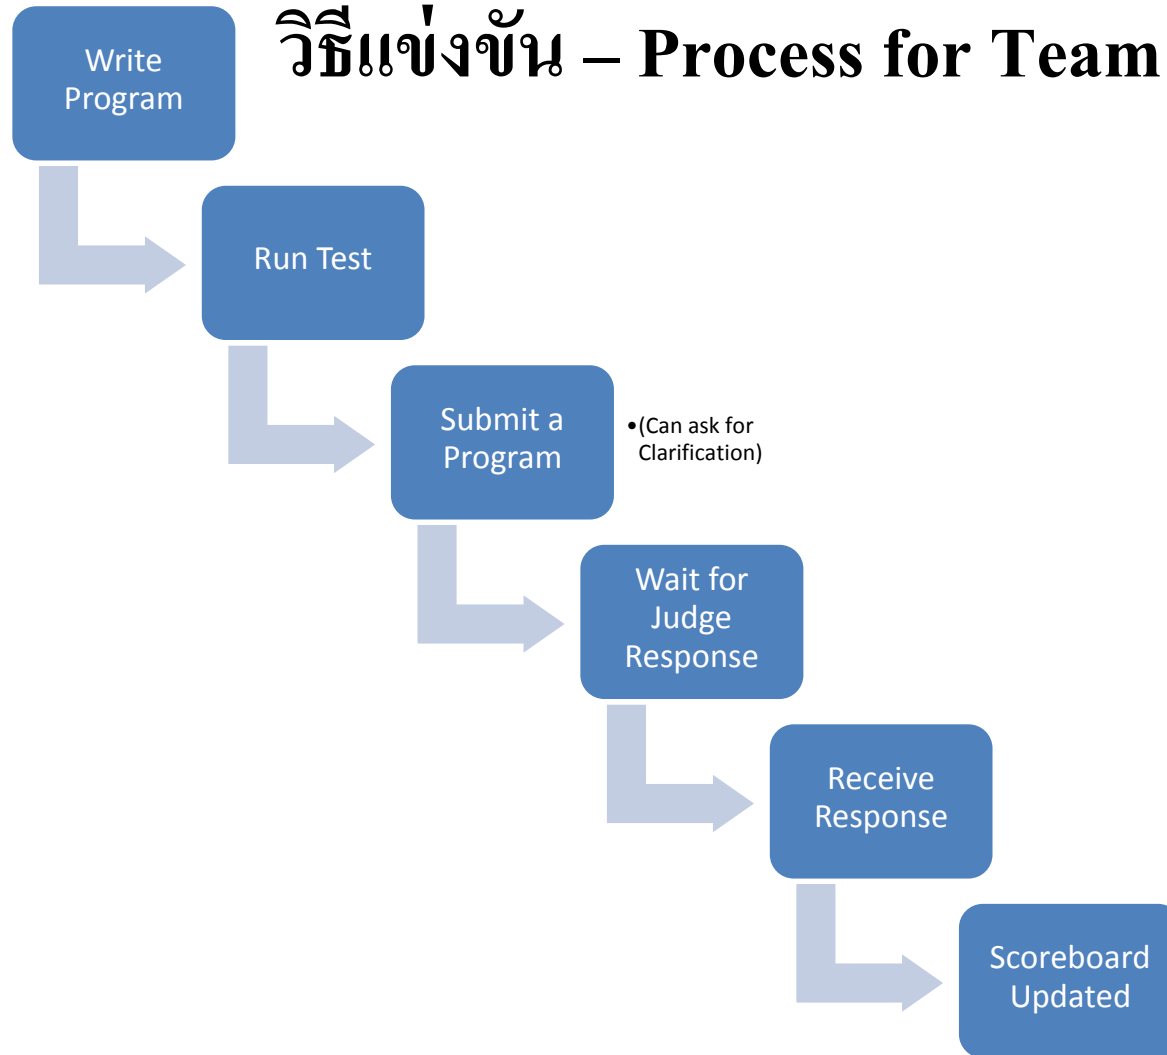 วิธีแข่งขัน – Process for Team
Write
Program
Run Test
Submit a
Program
•(Can ask for
Clarification)
Wait for
Judge
Response
Receive
Response
Scoreboard
Updated